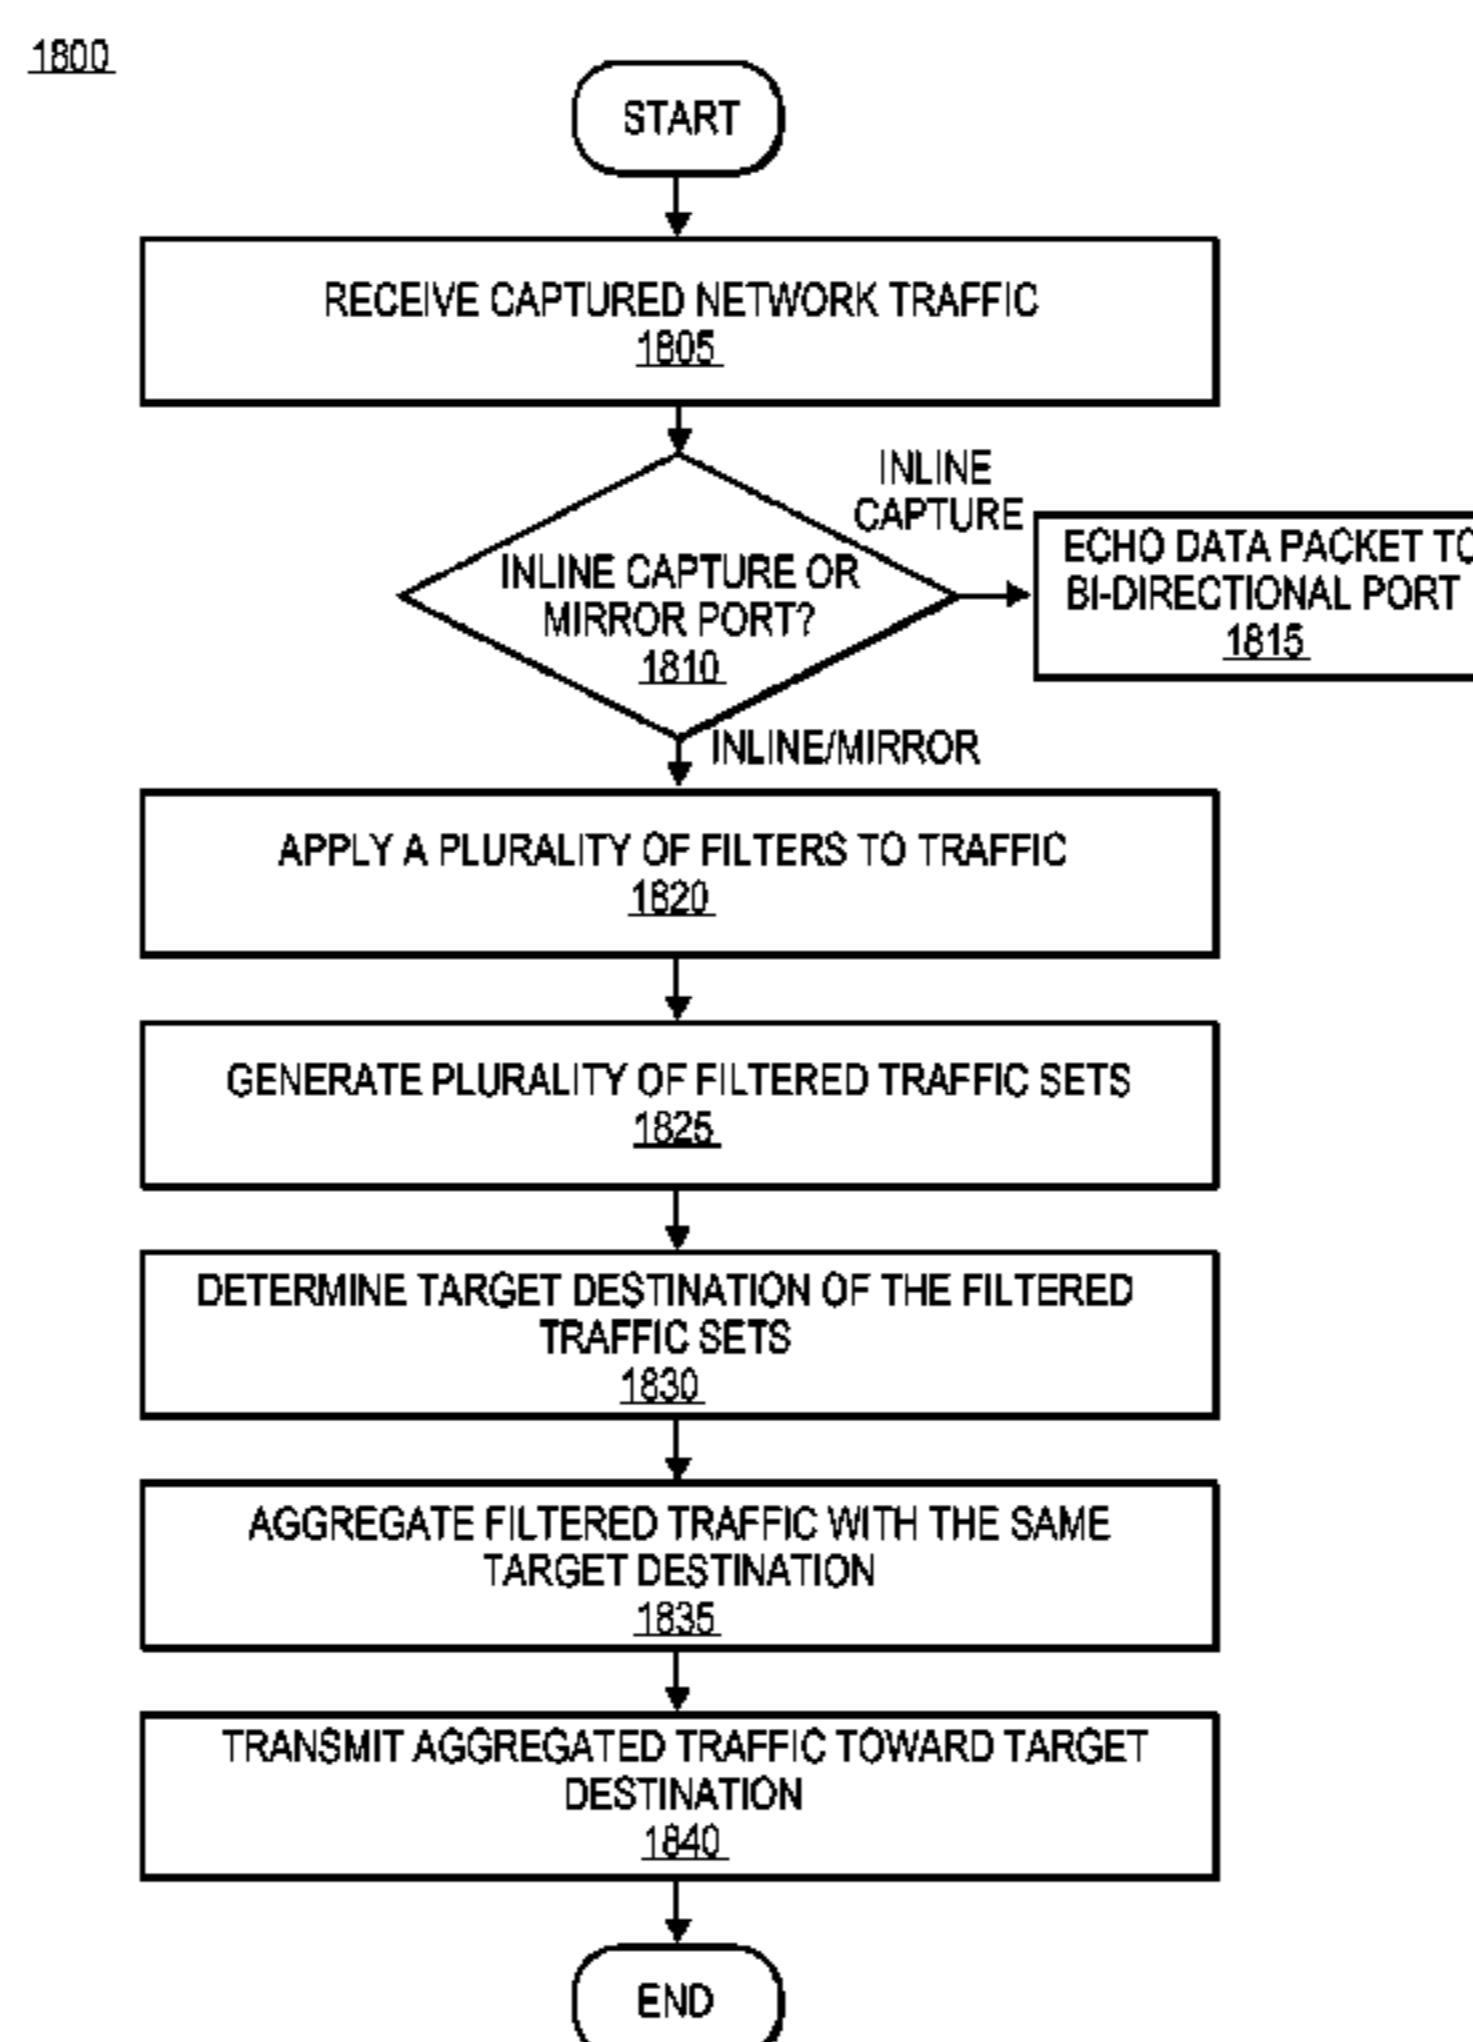 1800
START
RECEIVE CAPTURED NETWORK TRAFFIC
1805
INLINE
CAPTURE
INLINE CAPTURE OR
MIRROR PORT?
1810
ECHO DATA PACKET TO
BI-DIRECTIONAL PORT
1815
INLINE/MIRROR
APPLY A PLURALITY OF FILTERS TO TRAFFIC
1820
GENERATE PLURALITY OF FILTERED TRAFFIC SETS
1825
DETERMINE TARGET DESTINATION OF THE FILTERED
TRAFFIC SETS
1830
AGGREGATE FILTERED TRAFFIC WITH THE SAME
TARGET DESTINATION
1835
TRANSMIT AGGREGATED TRAFFIC TOWARD TARGET
DESTINATION
1840
END